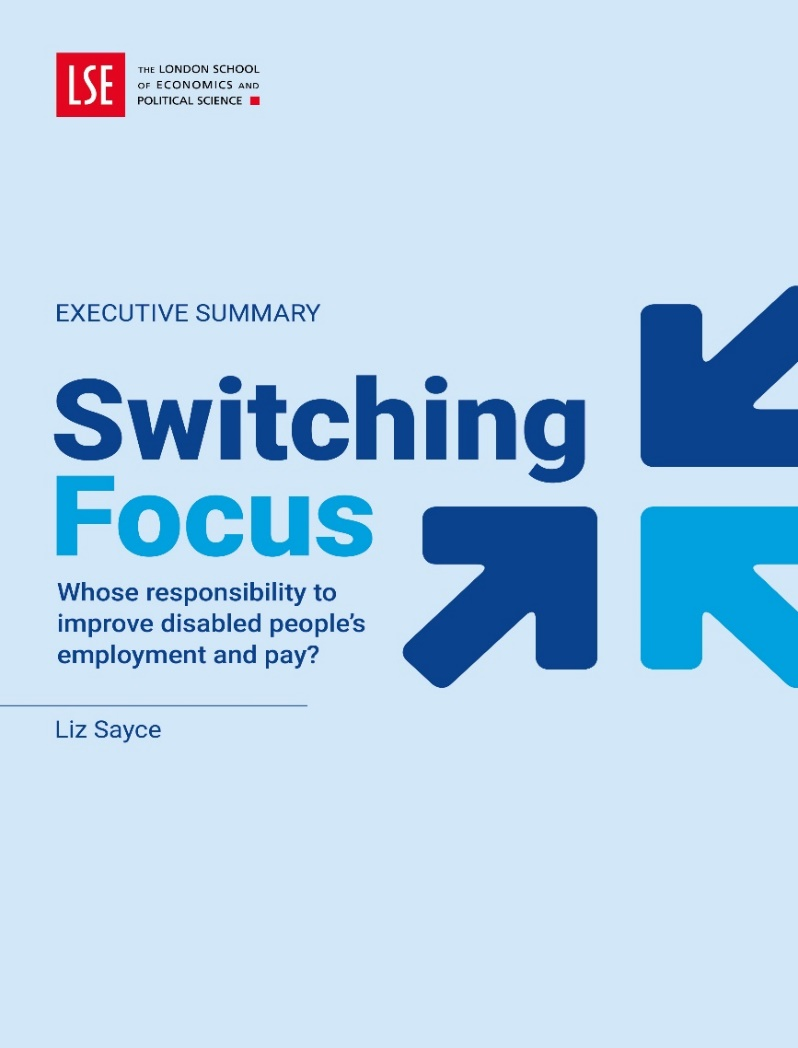 LSE
THE LONDON SCHOOL
OF ECONOMICS AND
POLITICAL SCIENCE
EXECUTIVE SUMMARY
Switching
Focus
Whose responsibility to
improve disabled people’s
employment and pay?
Liz Sayce